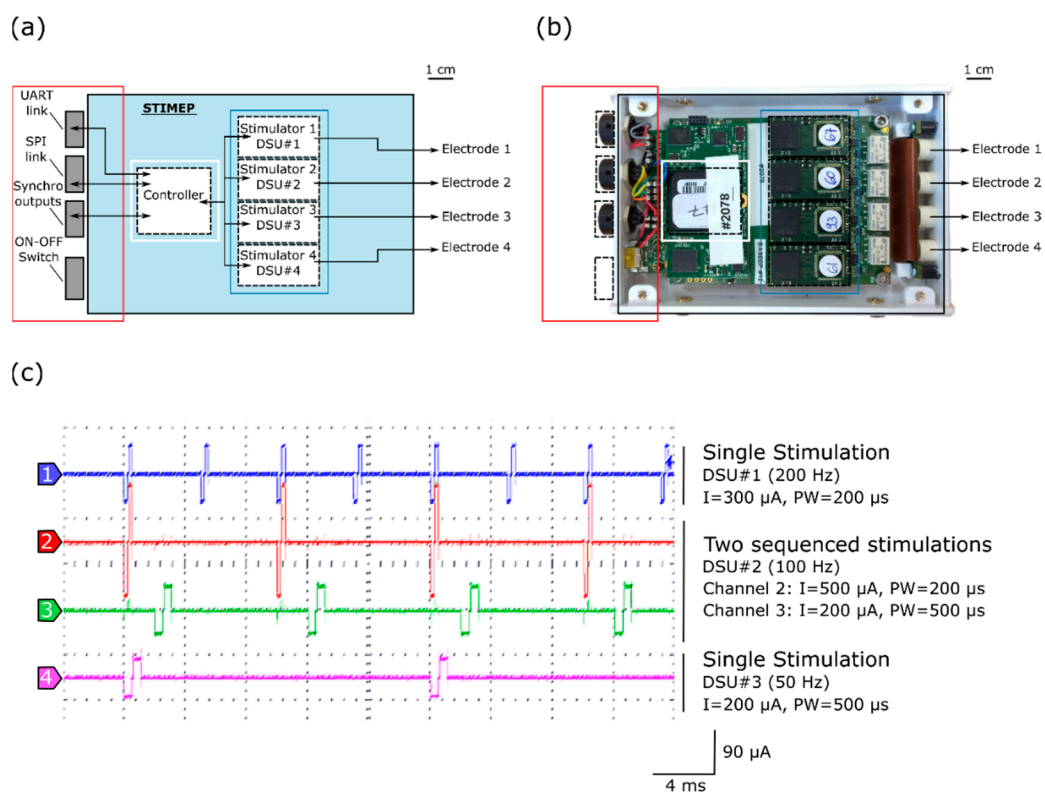 (a)
1 cm
UART
link
SPI
link
Synchro
outputs
ON-OFF
Switch
STIMEP
Controller
Stimulator 1
DSU#1
Stimulator 2
DSU#2
Stimulator 3
DSU#3
Stimulator 4
DSU#4
Electrode 1
Electrode 2
Electrode 3
Electrode 4
(b)
1 cm
#2078
67
60
93
61
Electrode 1
Electrode 2
Electrode 3
Electrode 4
(c)
1
2
3
4
Single Stimulation
DSU#1 (200 Hz)
I=300 µA, PW=200 µs
Two sequenced stimulations
DSU#2 (100 Hz)
Channel 2: I=500 µA, PW=200 µs
Channel 3: I=200 µA, PW=500 µs
Single Stimulation
DSU#3 (50 Hz)
I=200 µA, PW=500 µs
90 µA
4 ms